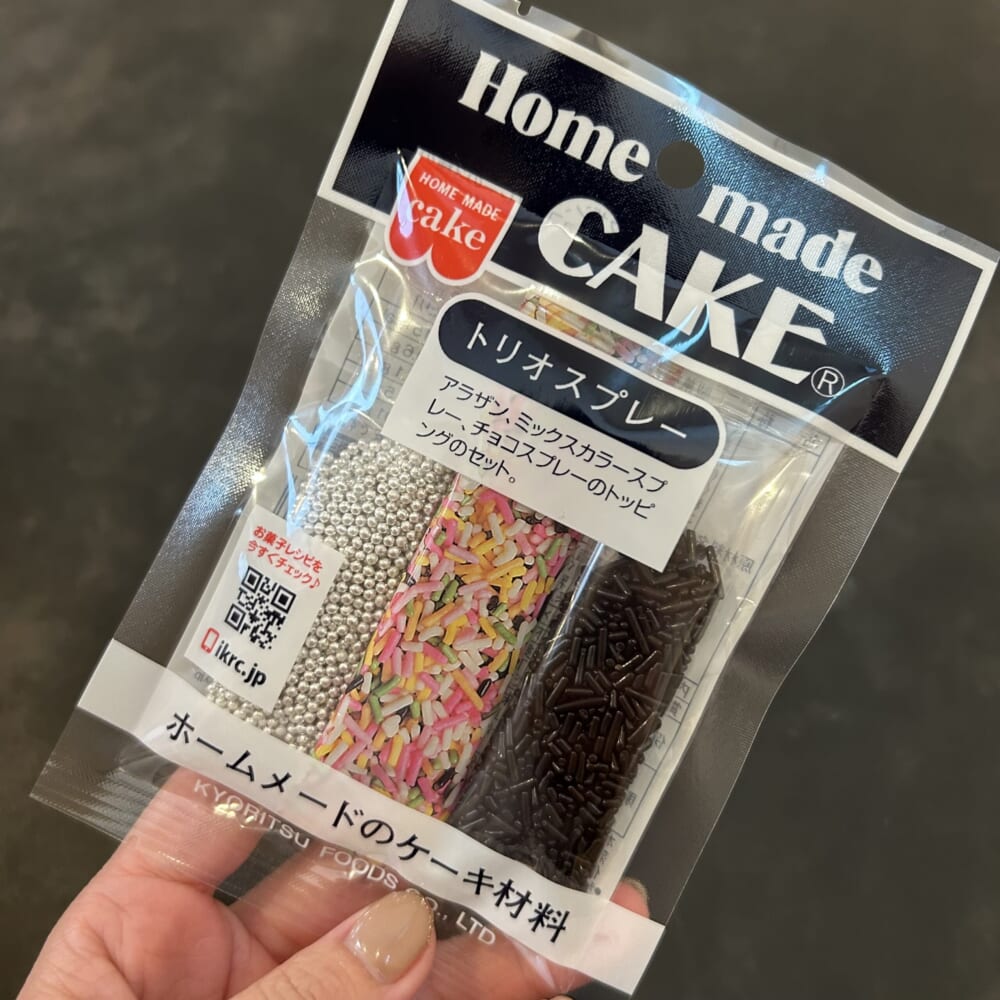 Home made
CAKE®
HOME MADE
cake
トリオスプレー
アラザン、ミックスカラースプ
レー、チョコスプレーのトッピ
ングのセット。
お菓子レシピを
今すぐチェック♪
ikrc.jp
ホームメードのケーキ材料
KYORITSU FOODS CO., LTD